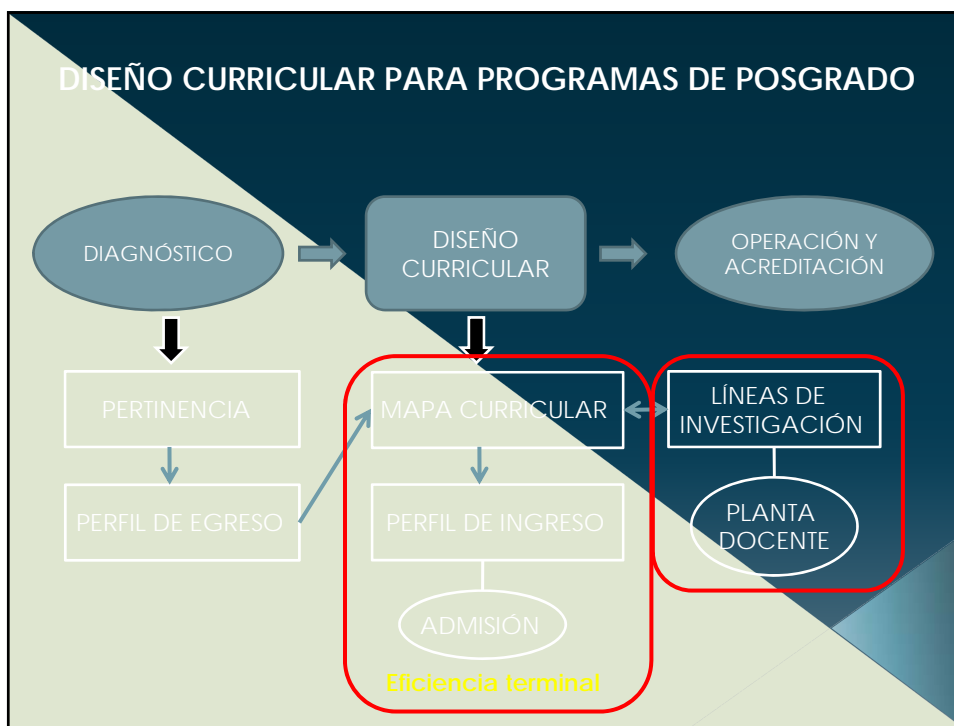 DISEÑO CURRICULAR PARA PROGRAMAS DE POSGRADO
DIAGNÓSTICO
DISEÑO
CURRICULAR
OPERACIÓN Y
ACREDITACIÓN
PERTINENCIA
MAPA CURRICULAR
LÍNEAS DE
INVESTIGACIÓN
PERFIL DE EGRESO
PERFIL DE INGRESO
PLANTA
DOCENTE
ADMISIÓN
Eficiencia terminal